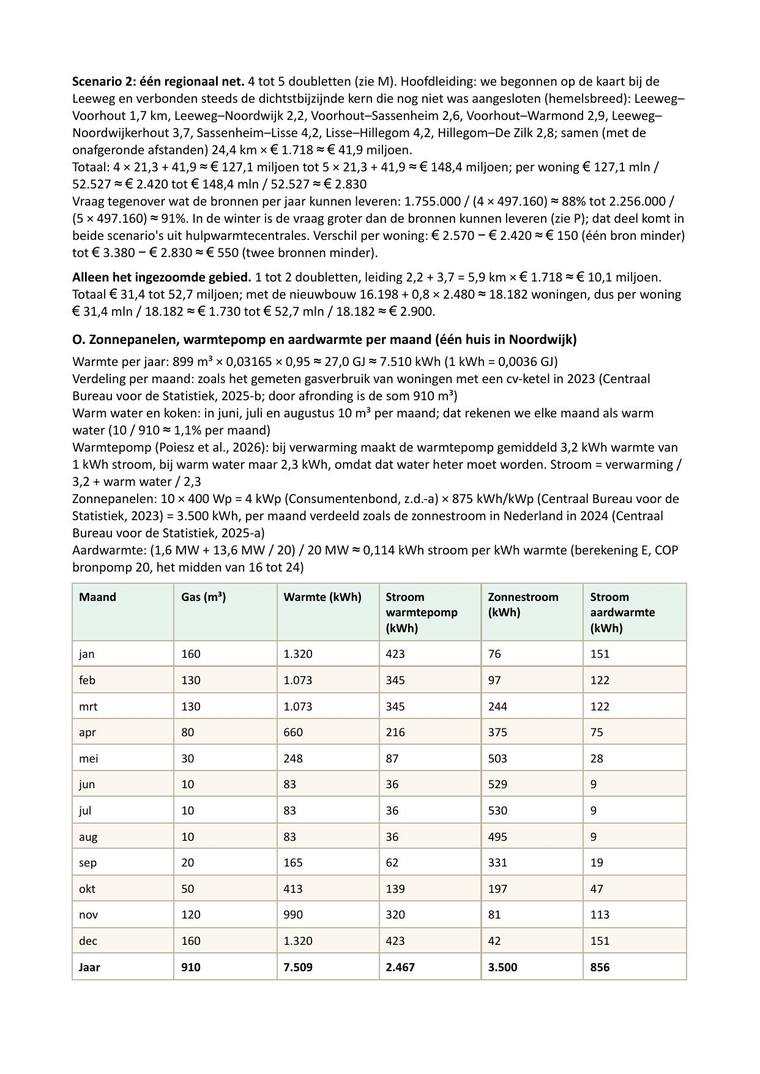 Scenario 2: één regionaal net. 4 tot 5 doubletten (zie M). Hoofdleiding: we begonnen op de kaart bij de
Leeweg en verbonden steeds de dichtstbijzijnde kern die nog niet was aangesloten (hemelsbreed): Leeweg–
Voorhout 1,7 km, Leeweg–Noordwijk 2,2, Voorhout–Sassenheim 2,6, Voorhout–Warmond 2,9, Leeweg–
Noordwijkerhout 3,7, Sassenheim–Lisse 4,2, Lisse–Hillegom 4,2, Hillegom–De Zilk 2,8; samen (met de
onafgeronde afstanden) 24,4 km × € 1.718 ≈ € 41,9 miljoen.
Totaal: 4 × 21,3 + 41,9 ≈ € 127,1 miljoen tot 5 × 21,3 + 41,9 ≈ € 148,4 miljoen; per woning € 127,1 mln /
52.527 ≈ € 2.420 tot € 148,4 mln / 52.527 ≈ € 2.830
Vraag tegenover wat de bronnen per jaar kunnen leveren: 1.755.000 / (4 × 497.160) ≈ 88% tot 2.256.000 /
(5 × 497.160) ≈ 91%. In de winter is de vraag groter dan de bronnen kunnen leveren (zie P); dat deel komt in
beide scenario's uit hulpwarmtecentrales. Verschil per woning: € 2.570 − € 2.420 ≈ € 150 (één bron minder)
tot € 3.380 − € 2.830 ≈ € 550 (twee bronnen minder).
Alleen het ingezoomde gebied. 1 tot 2 doubletten, leiding 2,2 + 3,7 = 5,9 km × € 1.718 ≈ € 10,1 miljoen.
Totaal € 31,4 tot 52,7 miljoen; met de nieuwbouw 16.198 + 0,8 × 2.480 ≈ 18.182 woningen, dus per woning
€ 31,4 mln / 18.182 ≈ € 1.730 tot € 52,7 mln / 18.182 ≈ € 2.900.
O. Zonnepanelen, warmtepomp en aardwarmte per maand (één huis in Noordwijk)
Warmte per jaar: 899 m³ × 0,03165 × 0,95 ≈ 27,0 GJ ≈ 7.510 kWh (1 kWh = 0,0036 GJ)
Verdeling per maand: zoals het gemeten gasverbruik van woningen met een cv-ketel in 2023 (Centraal
Bureau voor de Statistiek, 2025-b; door afronding is de som 910 m³)
Warm water en koken: in juni, juli en augustus 10 m³ per maand; dat rekenen we elke maand als warm
water (10 / 910 ≈ 1,1% per maand)
Warmtepomp (Poiesz et al., 2026): bij verwarming maakt de warmtepomp gemiddeld 3,2 kWh warmte van
1 kWh stroom, bij warm water maar 2,3 kWh, omdat dat water heter moet worden. Stroom = verwarming /
3,2 + warm water / 2,3
Zonnepanelen: 10 × 400 Wp = 4 kWp (Consumentenbond, z.d.-a) × 875 kWh/kWp (Centraal Bureau voor de
Statistiek, 2023) = 3.500 kWh, per maand verdeeld zoals de zonnestroom in Nederland in 2024 (Centraal
Bureau voor de Statistiek, 2025-a)
Aardwarmte: (1,6 MW + 13,6 MW / 20) / 20 MW ≈ 0,114 kWh stroom per kWh warmte (berekening E, COP
bronpomp 20, het midden van 16 tot 24)
Maand Gas (m³) Warmte (kWh) Stroom warmtepomp (kWh) Zonnestroom (kWh) Stroom aardwarmte (kWh)
jan 160 1.320 423 76 151
feb 130 1.073 345 97 122
mrt 130 1.073 345 244 122
apr 80 660 216 375 75
mei 30 248 87 503 28
jun 10 83 36 529 9
jul 10 83 36 530 9
aug 10 83 36 495 9
sep 20 165 62 331 19
okt 50 413 139 197 47
nov 120 990 320 81 113
dec 160 1.320 423 42 151
Jaar 910 7.509 2.467 3.500 856